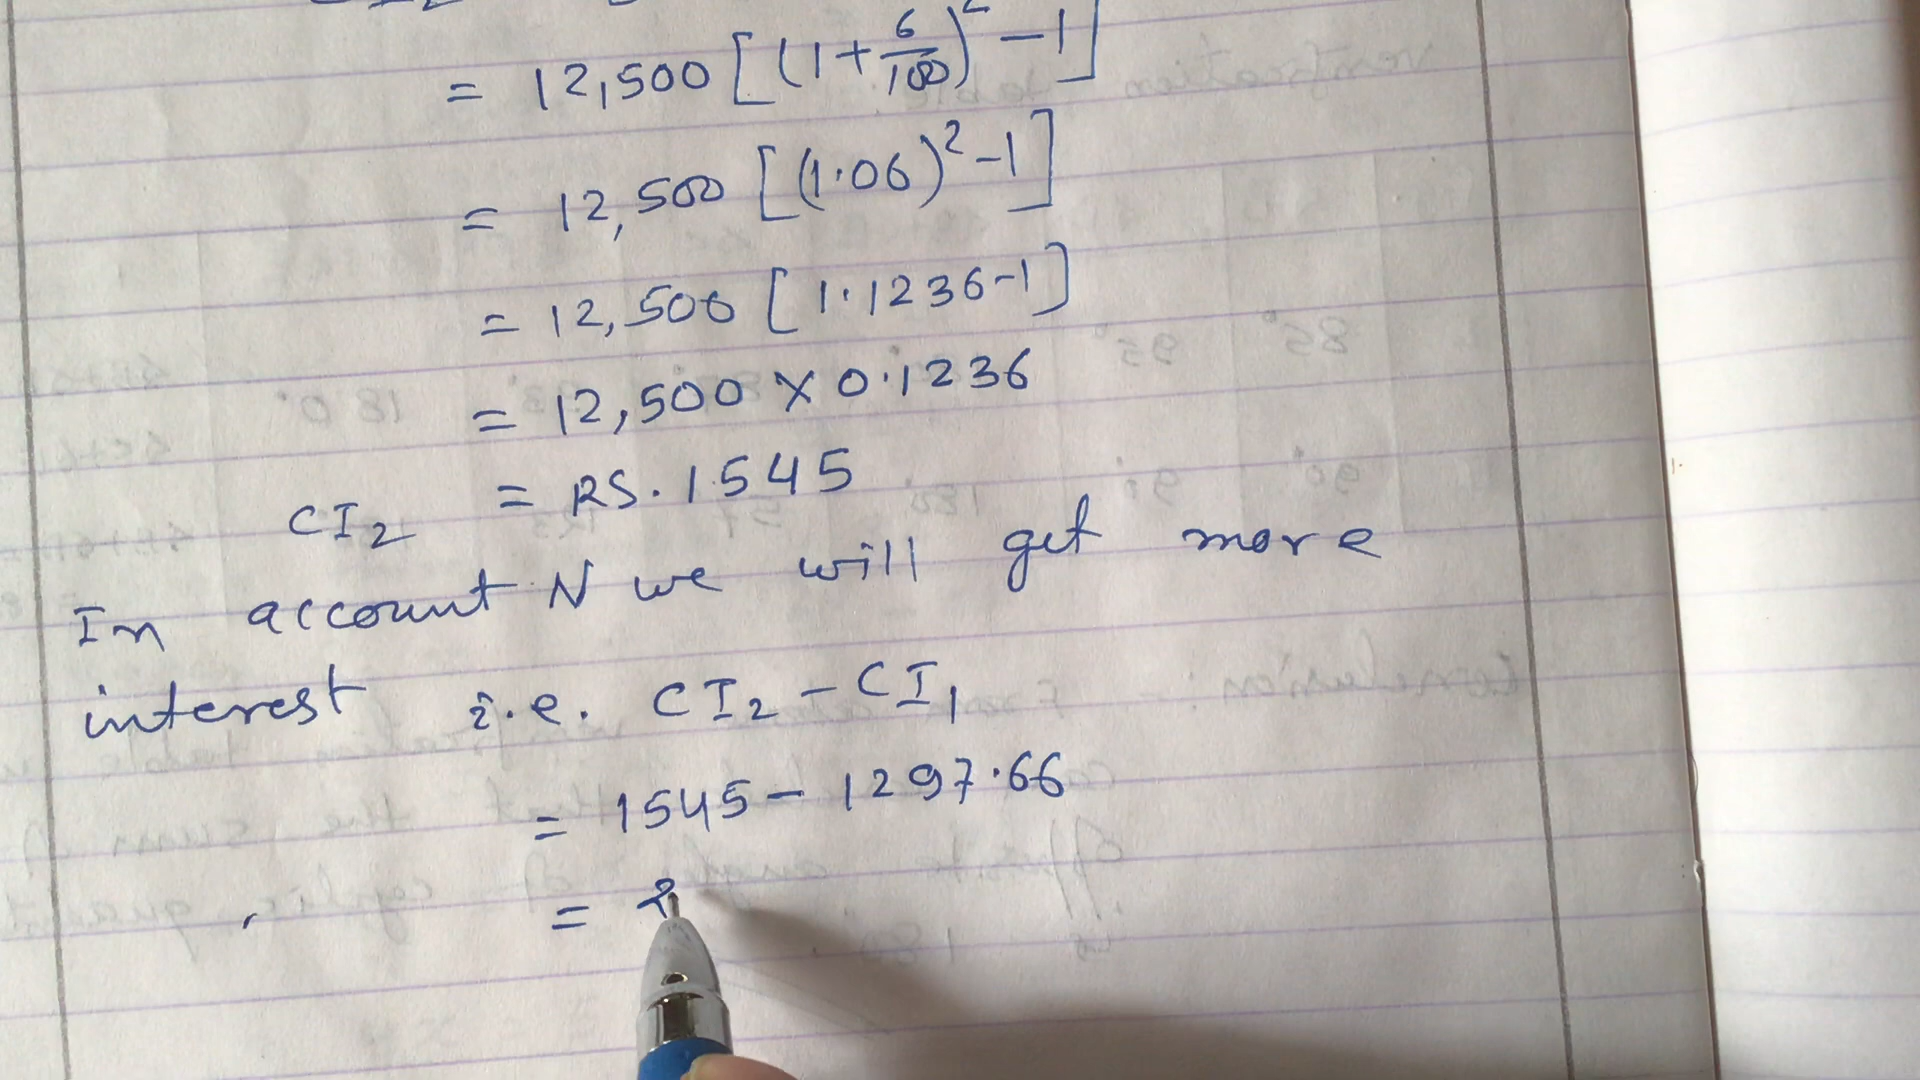 = 12,500 [(1+6/100)² -1]
= 12,500 [(1.06)² -1]
= 12,500 [1.1236-1]
= 12,500 × 0.1236
CI₂ = RS. 1545
In account N we will get more
interest i.e. CI₂ - CI₁
= 1545 - 1297.66
= 2